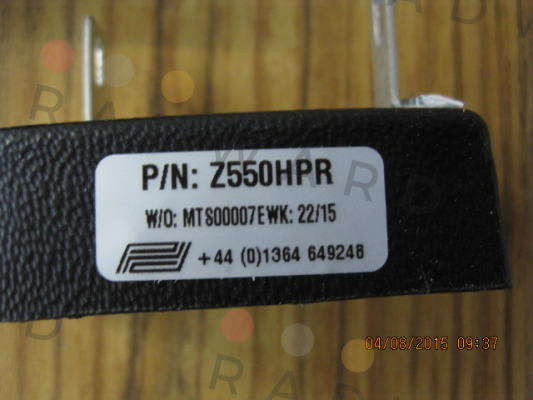 P/N: Z550HPR
W/O: MTS00007EWK: 22/15
+44 (0)1364 649248
04/08/2015 09:37